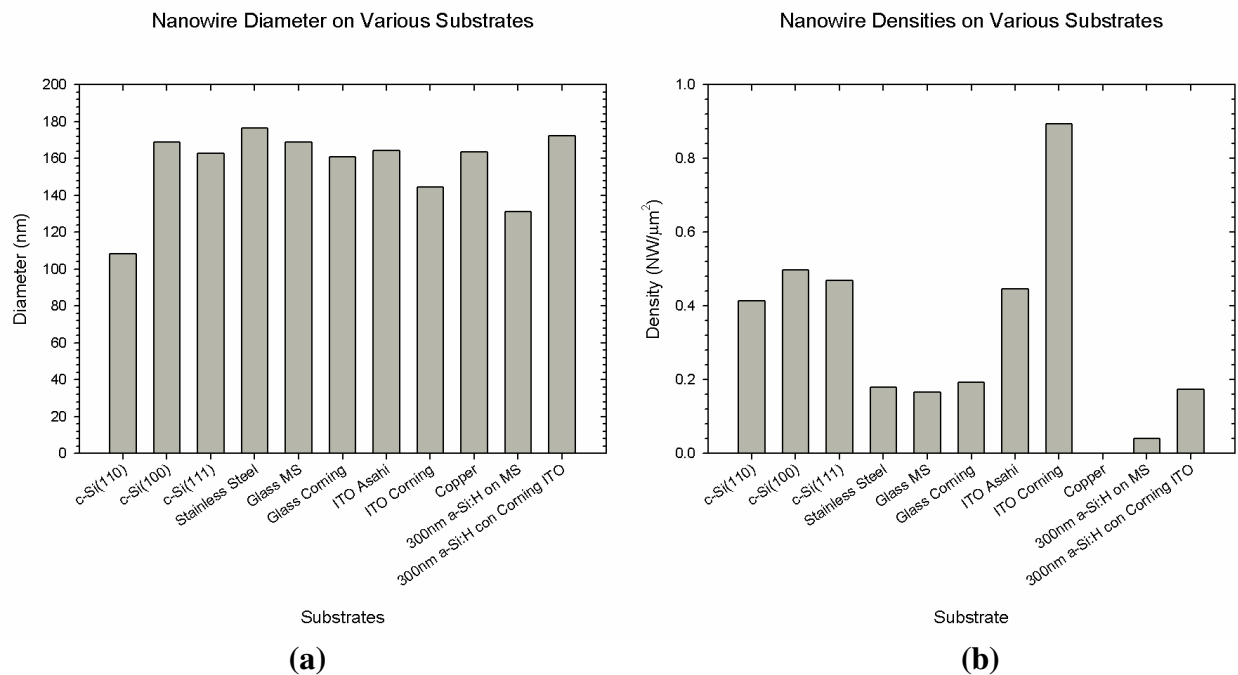 Nanowire Diameter on Various Substrates
200
180
160
140
120
100
80
60
40
20
0
Diameter (nm)
c-Si(110)
c-Si(100)
c-Si(111)
Stainless Steel
Glass MS
Glass Corning
ITO Asahi
ITO Corning
Copper
300nm a-Si:H on MS
300nm a-Si:H con Corning ITO
Substrates
(a)
Nanowire Densities on Various Substrates
1.0
0.8
0.6
0.4
0.2
0.0
Density (NW/μm²)
c-Si(110)
c-Si(100)
c-Si(111)
Stainless Steel
Glass MS
Glass Corning
ITO Asahi
ITO Corning
Copper
300nm a-Si:H on MS
300nm a-Si:H con Corning ITO
Substrate
(b)